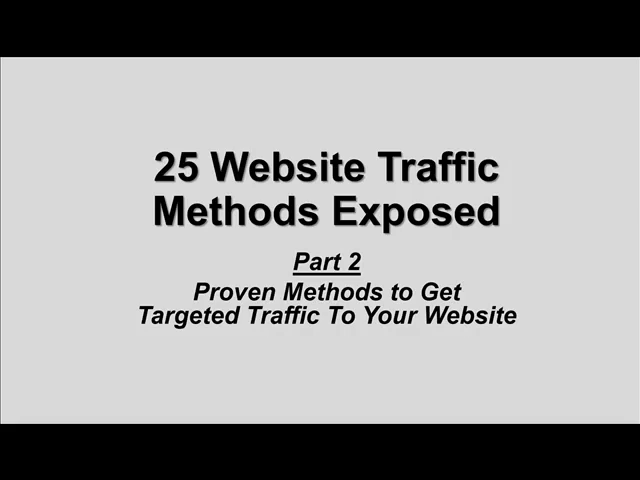 25 Website Traffic
Methods Exposed
Part 2
Proven Methods to Get
Targeted Traffic To Your Website